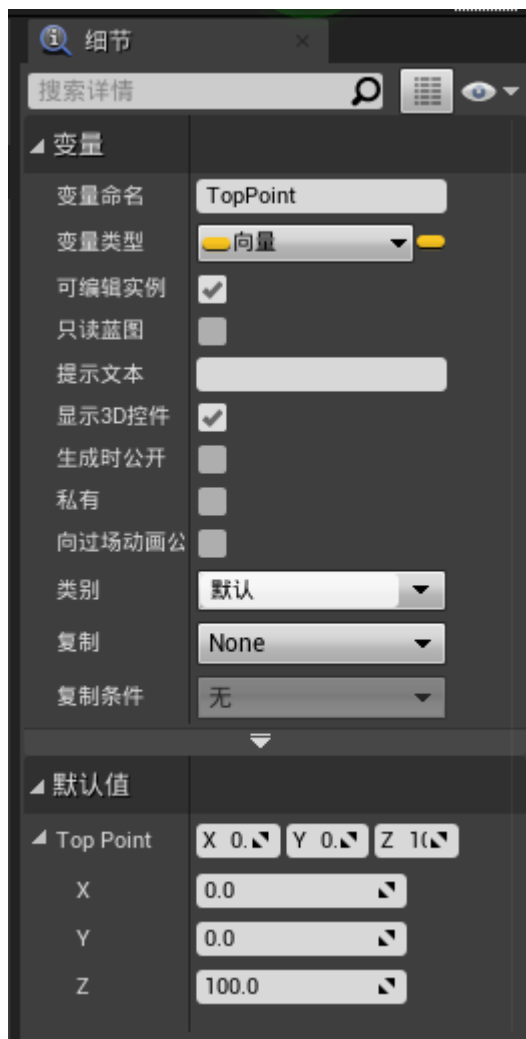 细节
搜索详情
变量
变量命名 TopPoint
变量类型 向量
可编辑实例
只读蓝图
提示文本
显示3D控件
生成时公开
私有
向过场动画公
类别 默认
复制 None
复制条件 无
默认值
Top Point X 0. Y 0. Z 10
X 0.0
Y 0.0
Z 100.0